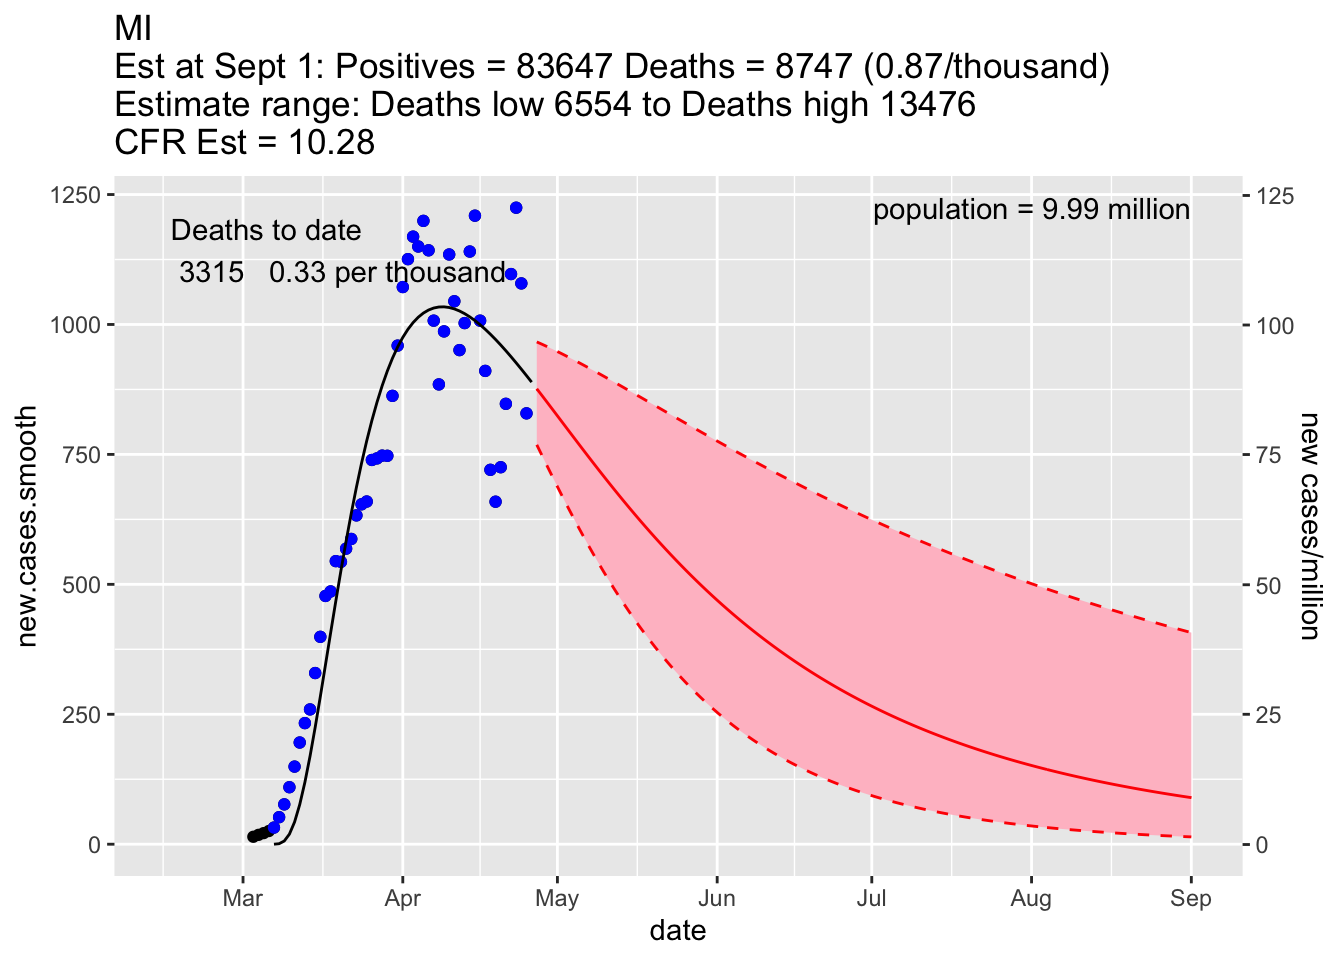 MI
Est at Sept 1: Positives = 83647 Deaths = 8747 (0.87/thousand)
Estimate range: Deaths low 6554 to Deaths high 13476
CFR Est = 10.28
Deaths to date
3315 0.33 per thousand
population = 9.99 million
new.cases.smooth
1250
1000
750
500
250
0
125
100
75
50
25
0
new cases/million
Mar Apr May Jun Jul Aug Sep
date